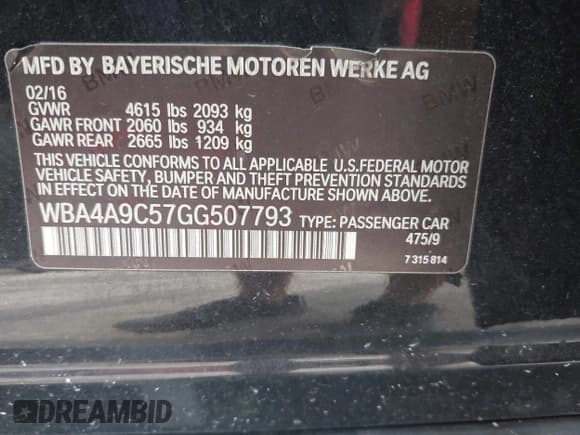 MFD BY BAYERISCHE MOTOREN WERKE AG
02/16
GVWR 4615 lbs 2093 kg
GAWR FRONT 2060 lbs 934 kg
GAWR REAR 2665 lbs 1209 kg
THIS VEHICLE CONFORMS TO ALL APPLICABLE U.S.FEDERAL MOTOR
VEHICLE SAFETY, BUMPER AND THEFT PREVENTION STANDARDS
IN EFFECT ON THE DATE OF MANUFACTURE SHOWN ABOVE.
WBA4A9C57GG507793 TYPE: PASSENGER CAR
475/9
7 315 814
DREAMBID